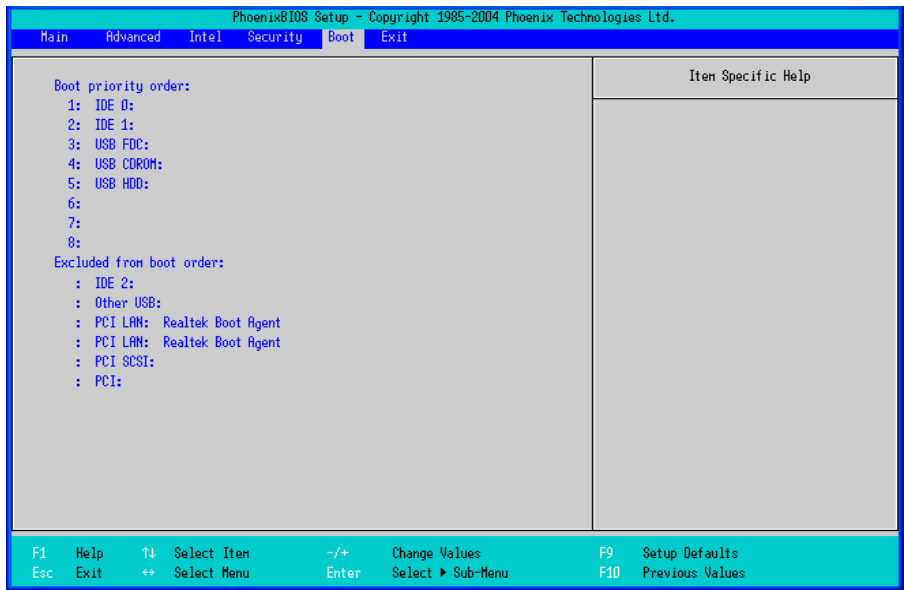 PhoenixBIOS Setup - Copyright 1985-2004 Phoenix Technologies Ltd.
Main Advanced Intel Security Boot Exit
Item Specific Help
Boot priority order:
1: IDE 0:
2: IDE 1:
3: USB FDC:
4: USB CDROM:
5: USB HDD:
6:
7:
8:
Excluded from boot order:
: IDE 2:
: Other USB:
: PCI LAN: Realtek Boot Agent
: PCI LAN: Realtek Boot Agent
: PCI SCSI:
: PCI:
F1 Help ↑↓ Select Item -/+ Change Values F9 Setup Defaults
Esc Exit ↔ Select Menu Enter Select ▶ Sub-Menu F10 Previous Values